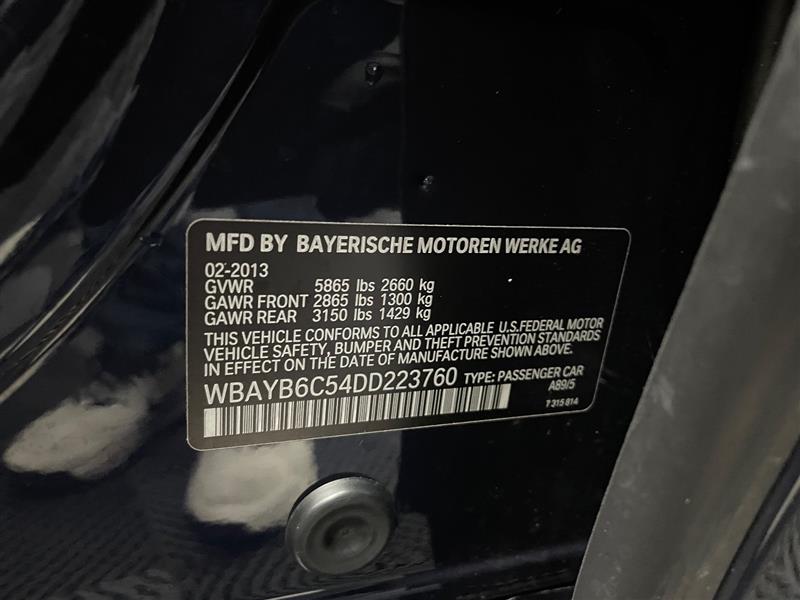 MFD BY BAYERISCHE MOTOREN WERKE AG
02-2013
GVWR 5865 lbs 2660 kg
GAWR FRONT 2865 lbs 1300 kg
GAWR REAR 3150 lbs 1429 kg
THIS VEHICLE CONFORMS TO ALL APPLICABLE U.S.FEDERAL MOTOR
VEHICLE SAFETY, BUMPER AND THEFT PREVENTION STANDARDS
IN EFFECT ON THE DATE OF MANUFACTURE SHOWN ABOVE.
WBAYB6C54DD223760 TYPE: PASSENGER CAR
A89/5
7 315 814